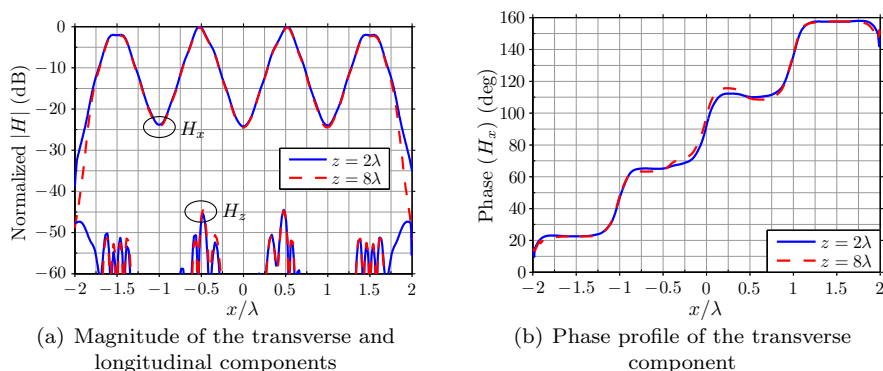 0
−10
−20
−30
−40
−50
−60
Normalized |H| (dB)
H_x
z = 2λ
z = 8λ
H_z
−2 −1.5 −1 −0.5 0 0.5 1 1.5 2
x/λ
(a) Magnitude of the transverse and
longitudinal components
160
140
120
100
80
60
40
20
0
Phase (H_x) (deg)
z = 2λ
z = 8λ
−2 −1.5 −1 −0.5 0 0.5 1 1.5 2
x/λ
(b) Phase profile of the transverse
component